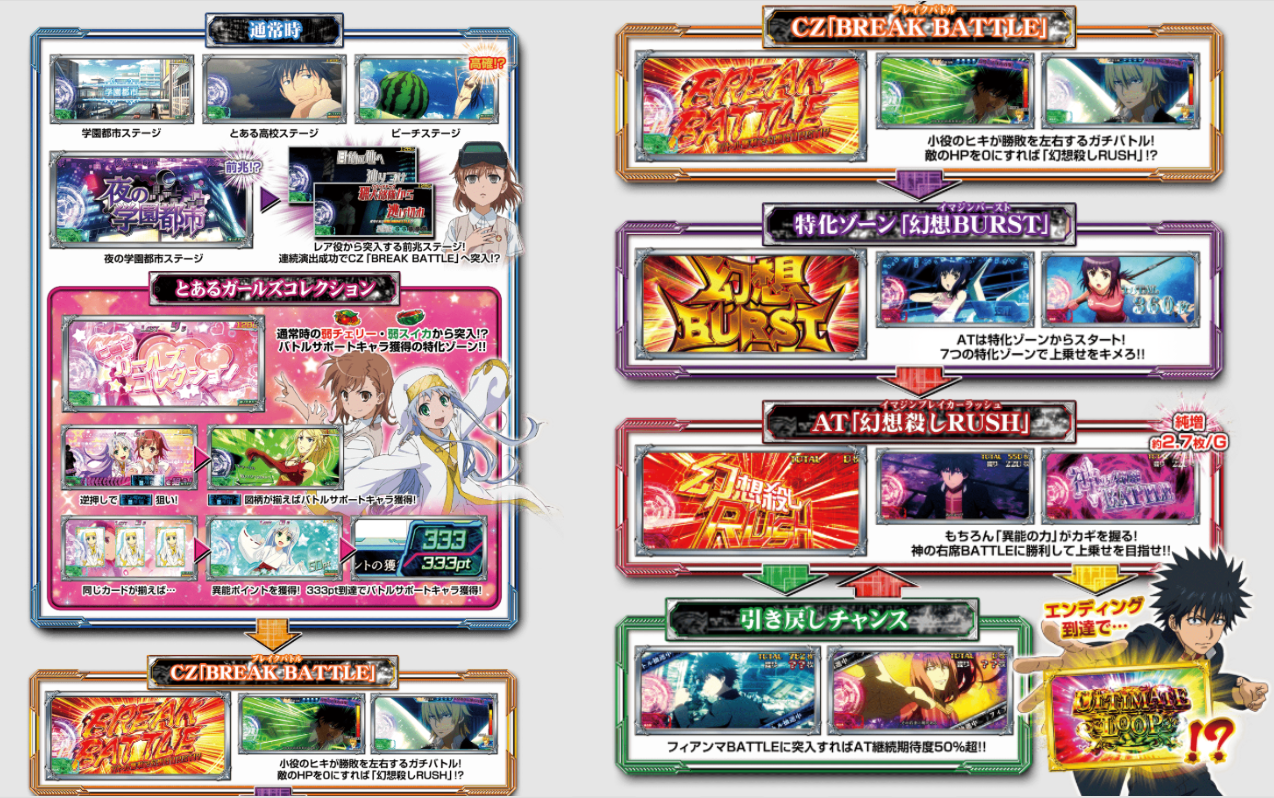 通常時
高確!?
学園都市
学園都市ステージ
とある高校ステージ
ビーチステージ
前兆!?
夜の
学園都市
夜の学園都市ステージ
レア役から突入する前兆ステージ!
連続演出成功でCZ「BREAK BATTLE」へ突入!?
とあるガールズコレクション
ガールズ
コレクション
通常時の弱チェリー・弱スイカから突入!?
バトルサポートキャラ獲得の特化ゾーン!!
逆押しで
狙い!
図柄が揃えばバトルサポートキャラ獲得!
333
333pt
同じカードが揃えば…
異能ポイントを獲得! 333pt到達でバトルサポートキャラ獲得!
ブレイクバトル
CZ「BREAK BATTLE」
BREAK
BATTLE
小役のヒキが勝敗を左右するガチバトル!
敵のHPを0にすれば「幻想殺しRUSH」!?
ブレイクバトル
CZ「BREAK BATTLE」
BREAK
BATTLE
小役のヒキが勝敗を左右するガチバトル!
敵のHPを0にすれば「幻想殺しRUSH」!?
イマジンバースト
特化ゾーン「幻想BURST」
幻想
BURST
ATは特化ゾーンからスタート!
7つの特化ゾーンで上乗せをキメろ!!
イマジンブレイカーラッシュ
AT「幻想殺しRUSH」
純増
約2.7枚/G
TOTAL
幻想殺し
RUSH
もちろん「異能の力」がカギを握る!
神の右席BATTLEに勝利して上乗せを目指せ!!
引き戻しチャンス
フィアンマBATTLEに突入すればAT継続期待度50%超!!
エンディング
到達で…
ULTIMATE
LOOP
!?